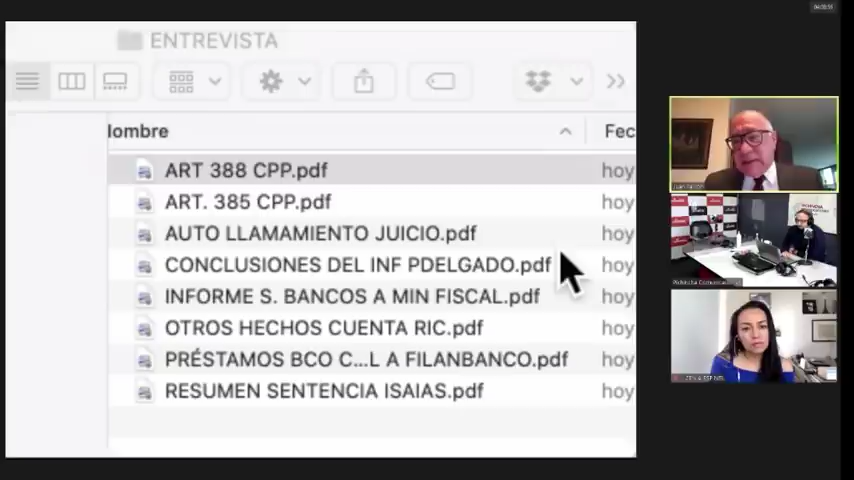 ENTREVISTA
Nombre
Fec
ART 388 CPP.pdf
hoy
ART. 385 CPP.pdf
hoy
AUTO LLAMAMIENTO JUICIO.pdf
hoy
CONCLUSIONES DEL INF PDELGADO.pdf
hoy
INFORME S. BANCOS A MIN FISCAL.pdf
hoy
OTROS HECHOS CUENTA RIC.pdf
hoy
PRÉSTAMOS BCO C...L A FILANBANCO.pdf
hoy
RESUMEN SENTENCIA ISAIAS.pdf
hoy